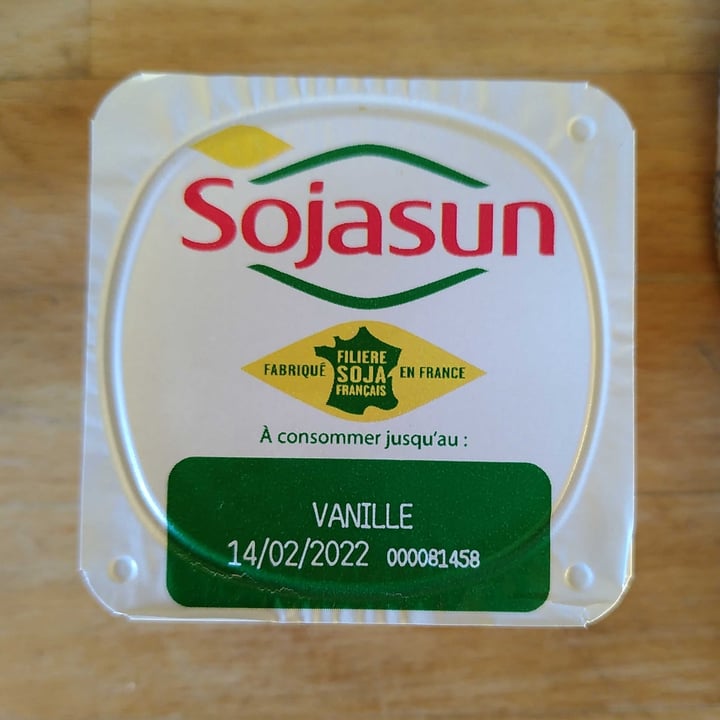 Sojasun
FABRIQUÉ FILIERE SOJA FRANÇAIS EN FRANCE
À consommer jusqu'au :
VANILLE
14/02/2022 000081458